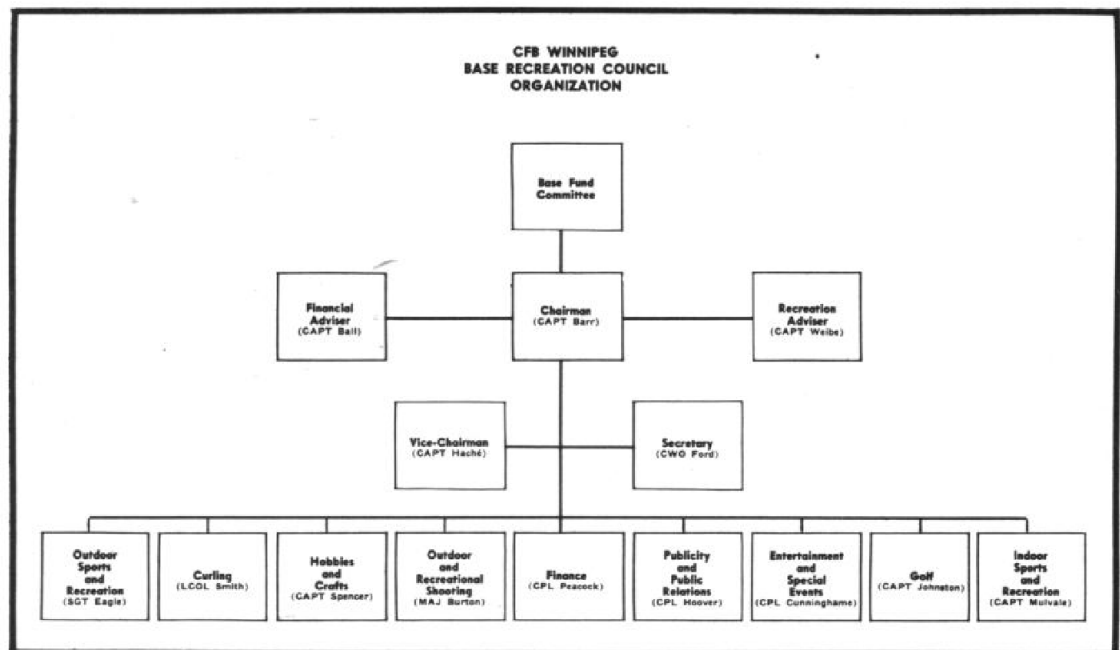 CFB WINNIPEG
BASE RECREATION COUNCIL
ORGANIZATION
Base Fund
Committee
Financial
Adviser
(CAPT Ball)
Chairman
(CAPT Barr)
Recreation
Adviser
(CAPT Weibe)
Vice-Chairman
(CAPT Haché)
Secretary
(CWO Ford)
Outdoor
Sports
and
Recreation
(SGT Eagle)
Curling
(LCOL Smith)
Hobbles
and
Crafts
(CAPT Spencer)
Outdoor
and
Recreational
Shooting
(MAJ Burton)
Finance
(CPL Peacock)
Publicity
and
Public
Relations
(CPL Hoover)
Entertainment
and
Special
Events
(CPL Cunninghame)
Golf
(CAPT Johnston)
Indoor
Sports
and
Recreation
(CAPT Mulvale)